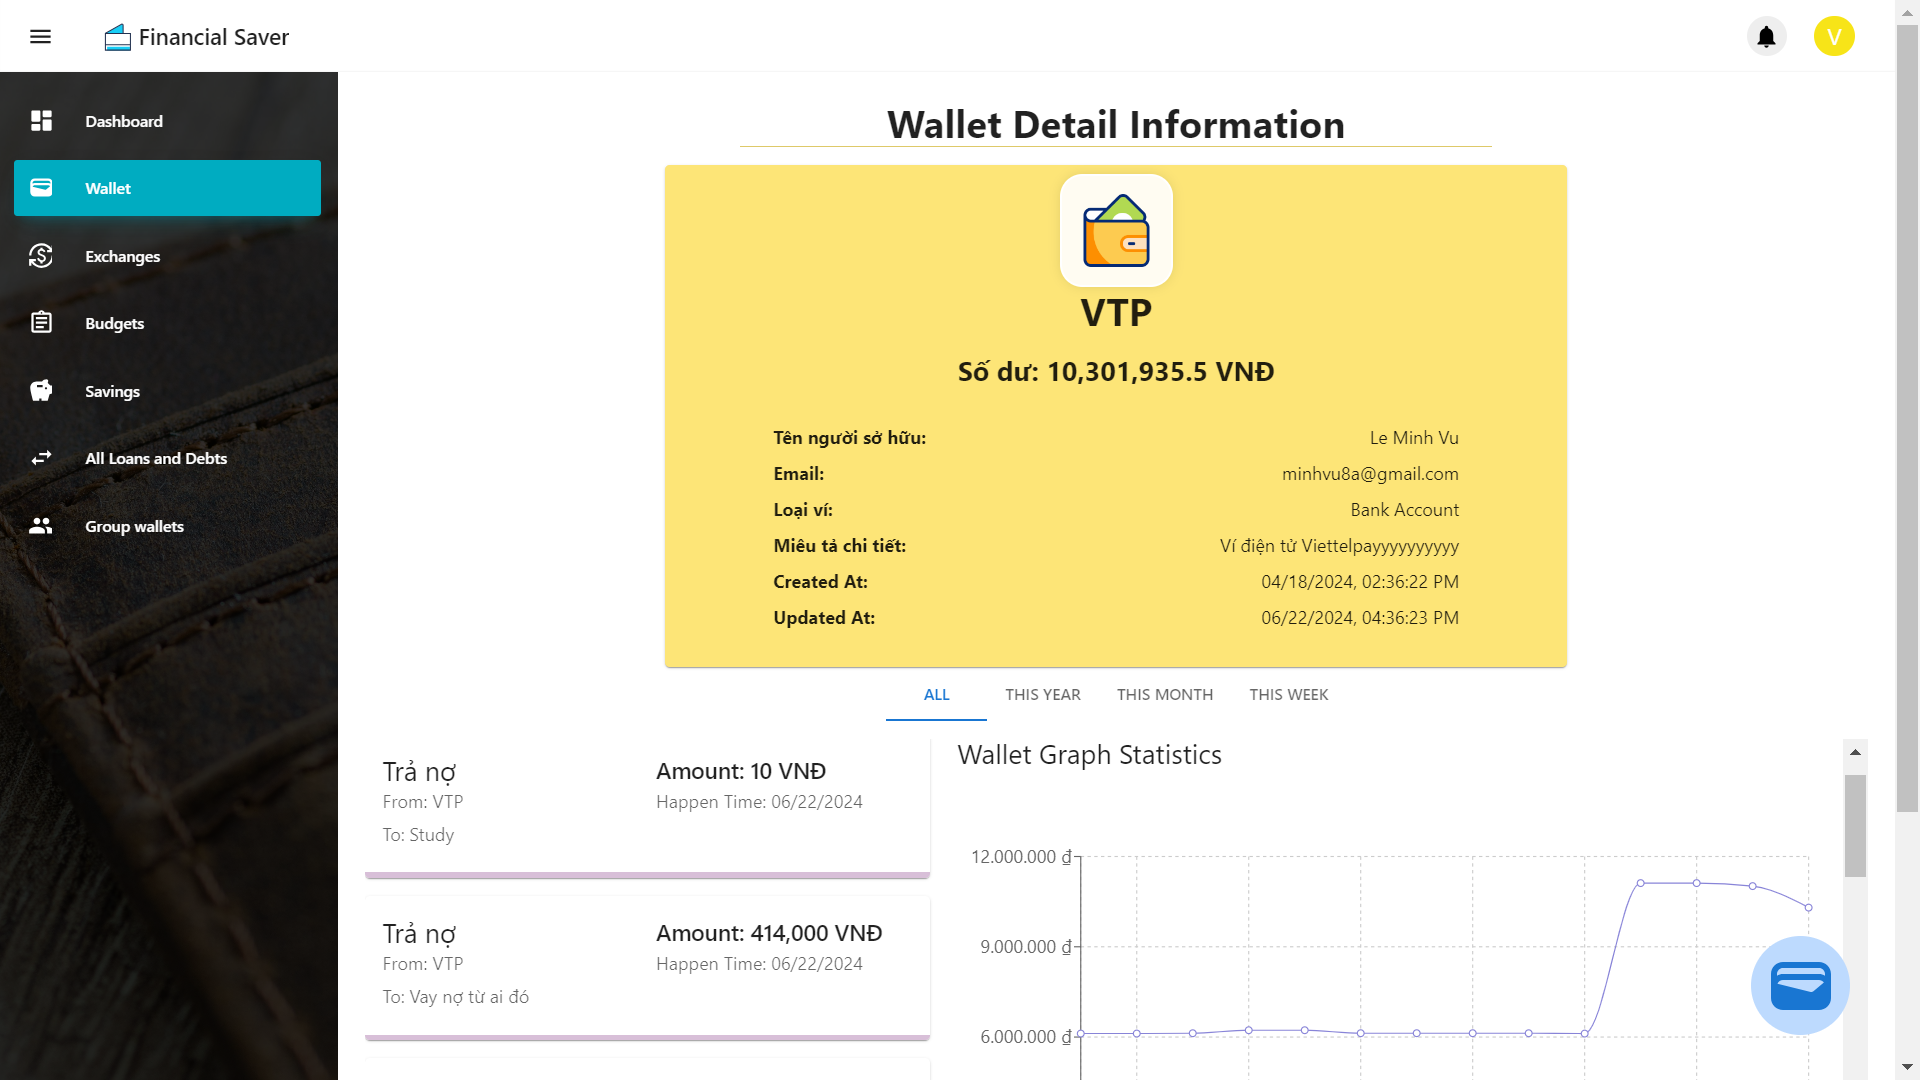 Financial Saver
V
Dashboard
Wallet
Exchanges
Budgets
Savings
All Loans and Debts
Group wallets
Wallet Detail Information
VTP
Số dư: 10,301,935.5 VNĐ
Tên người sở hữu: Le Minh Vu
Email: minhvu8a@gmail.com
Loại ví: Bank Account
Miêu tả chi tiết: Ví điện tử Viettelpayyyyyyyyyy
Created At: 04/18/2024, 02:36:22 PM
Updated At: 06/22/2024, 04:36:23 PM
ALL THIS YEAR THIS MONTH THIS WEEK
Trả nợ
From: VTP
To: Study
Amount: 10 VNĐ
Happen Time: 06/22/2024
Trả nợ
From: VTP
To: Vay nợ từ ai đó
Amount: 414,000 VNĐ
Happen Time: 06/22/2024
Wallet Graph Statistics
12.000.000 ₫
9.000.000 ₫
6.000.000 ₫